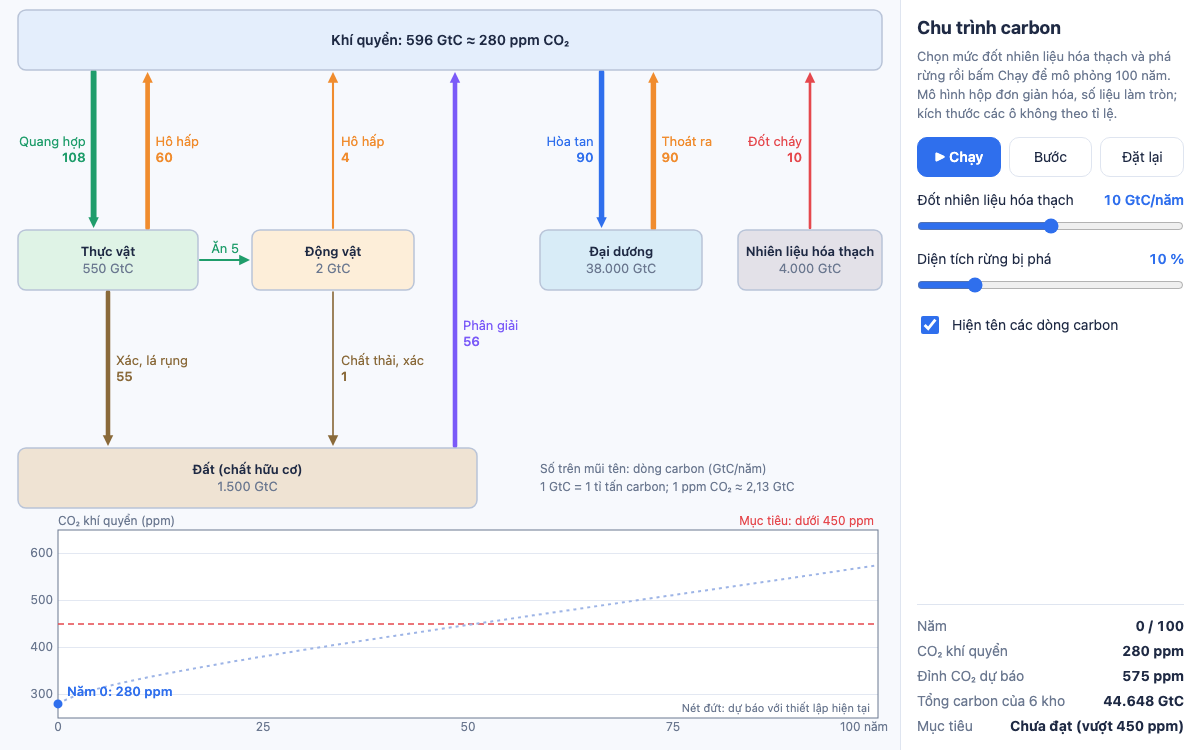 Khí quyển: 596 GtC ≈ 280 ppm CO₂
Quang hợp
108
Hô hấp
60
Hô hấp
4
Hòa tan
90
Thoát ra
90
Đốt cháy
10
Thực vật
550 GtC
Ăn 5
Động vật
2 GtC
Đại dương
38.000 GtC
Nhiên liệu hóa thạch
4.000 GtC
Phân giải
56
Xác, lá rụng
55
Chất thải, xác
1
Đất (chất hữu cơ)
1.500 GtC
Số trên mũi tên: dòng carbon (GtC/năm)
1 GtC = 1 tỉ tấn carbon; 1 ppm CO₂ ≈ 2,13 GtC
CO₂ khí quyển (ppm)
Mục tiêu: dưới 450 ppm
600
500
400
300
Năm 0: 280 ppm
Nét đứt: dự báo với thiết lập hiện tại
0
25
50
75
100 năm
Chu trình carbon
Chọn mức đốt nhiên liệu hóa thạch và phá
rừng rồi bấm Chạy để mô phỏng 100 năm.
Mô hình hộp đơn giản hóa, số liệu làm tròn;
kích thước các ô không theo tỉ lệ.
▶ Chạy
Bước
Đặt lại
Đốt nhiên liệu hóa thạch 10 GtC/năm
Diện tích rừng bị phá 10 %
Hiện tên các dòng carbon
Năm 0 / 100
CO₂ khí quyển 280 ppm
Đỉnh CO₂ dự báo 575 ppm
Tổng carbon của 6 kho 44.648 GtC
Mục tiêu Chưa đạt (vượt 450 ppm)